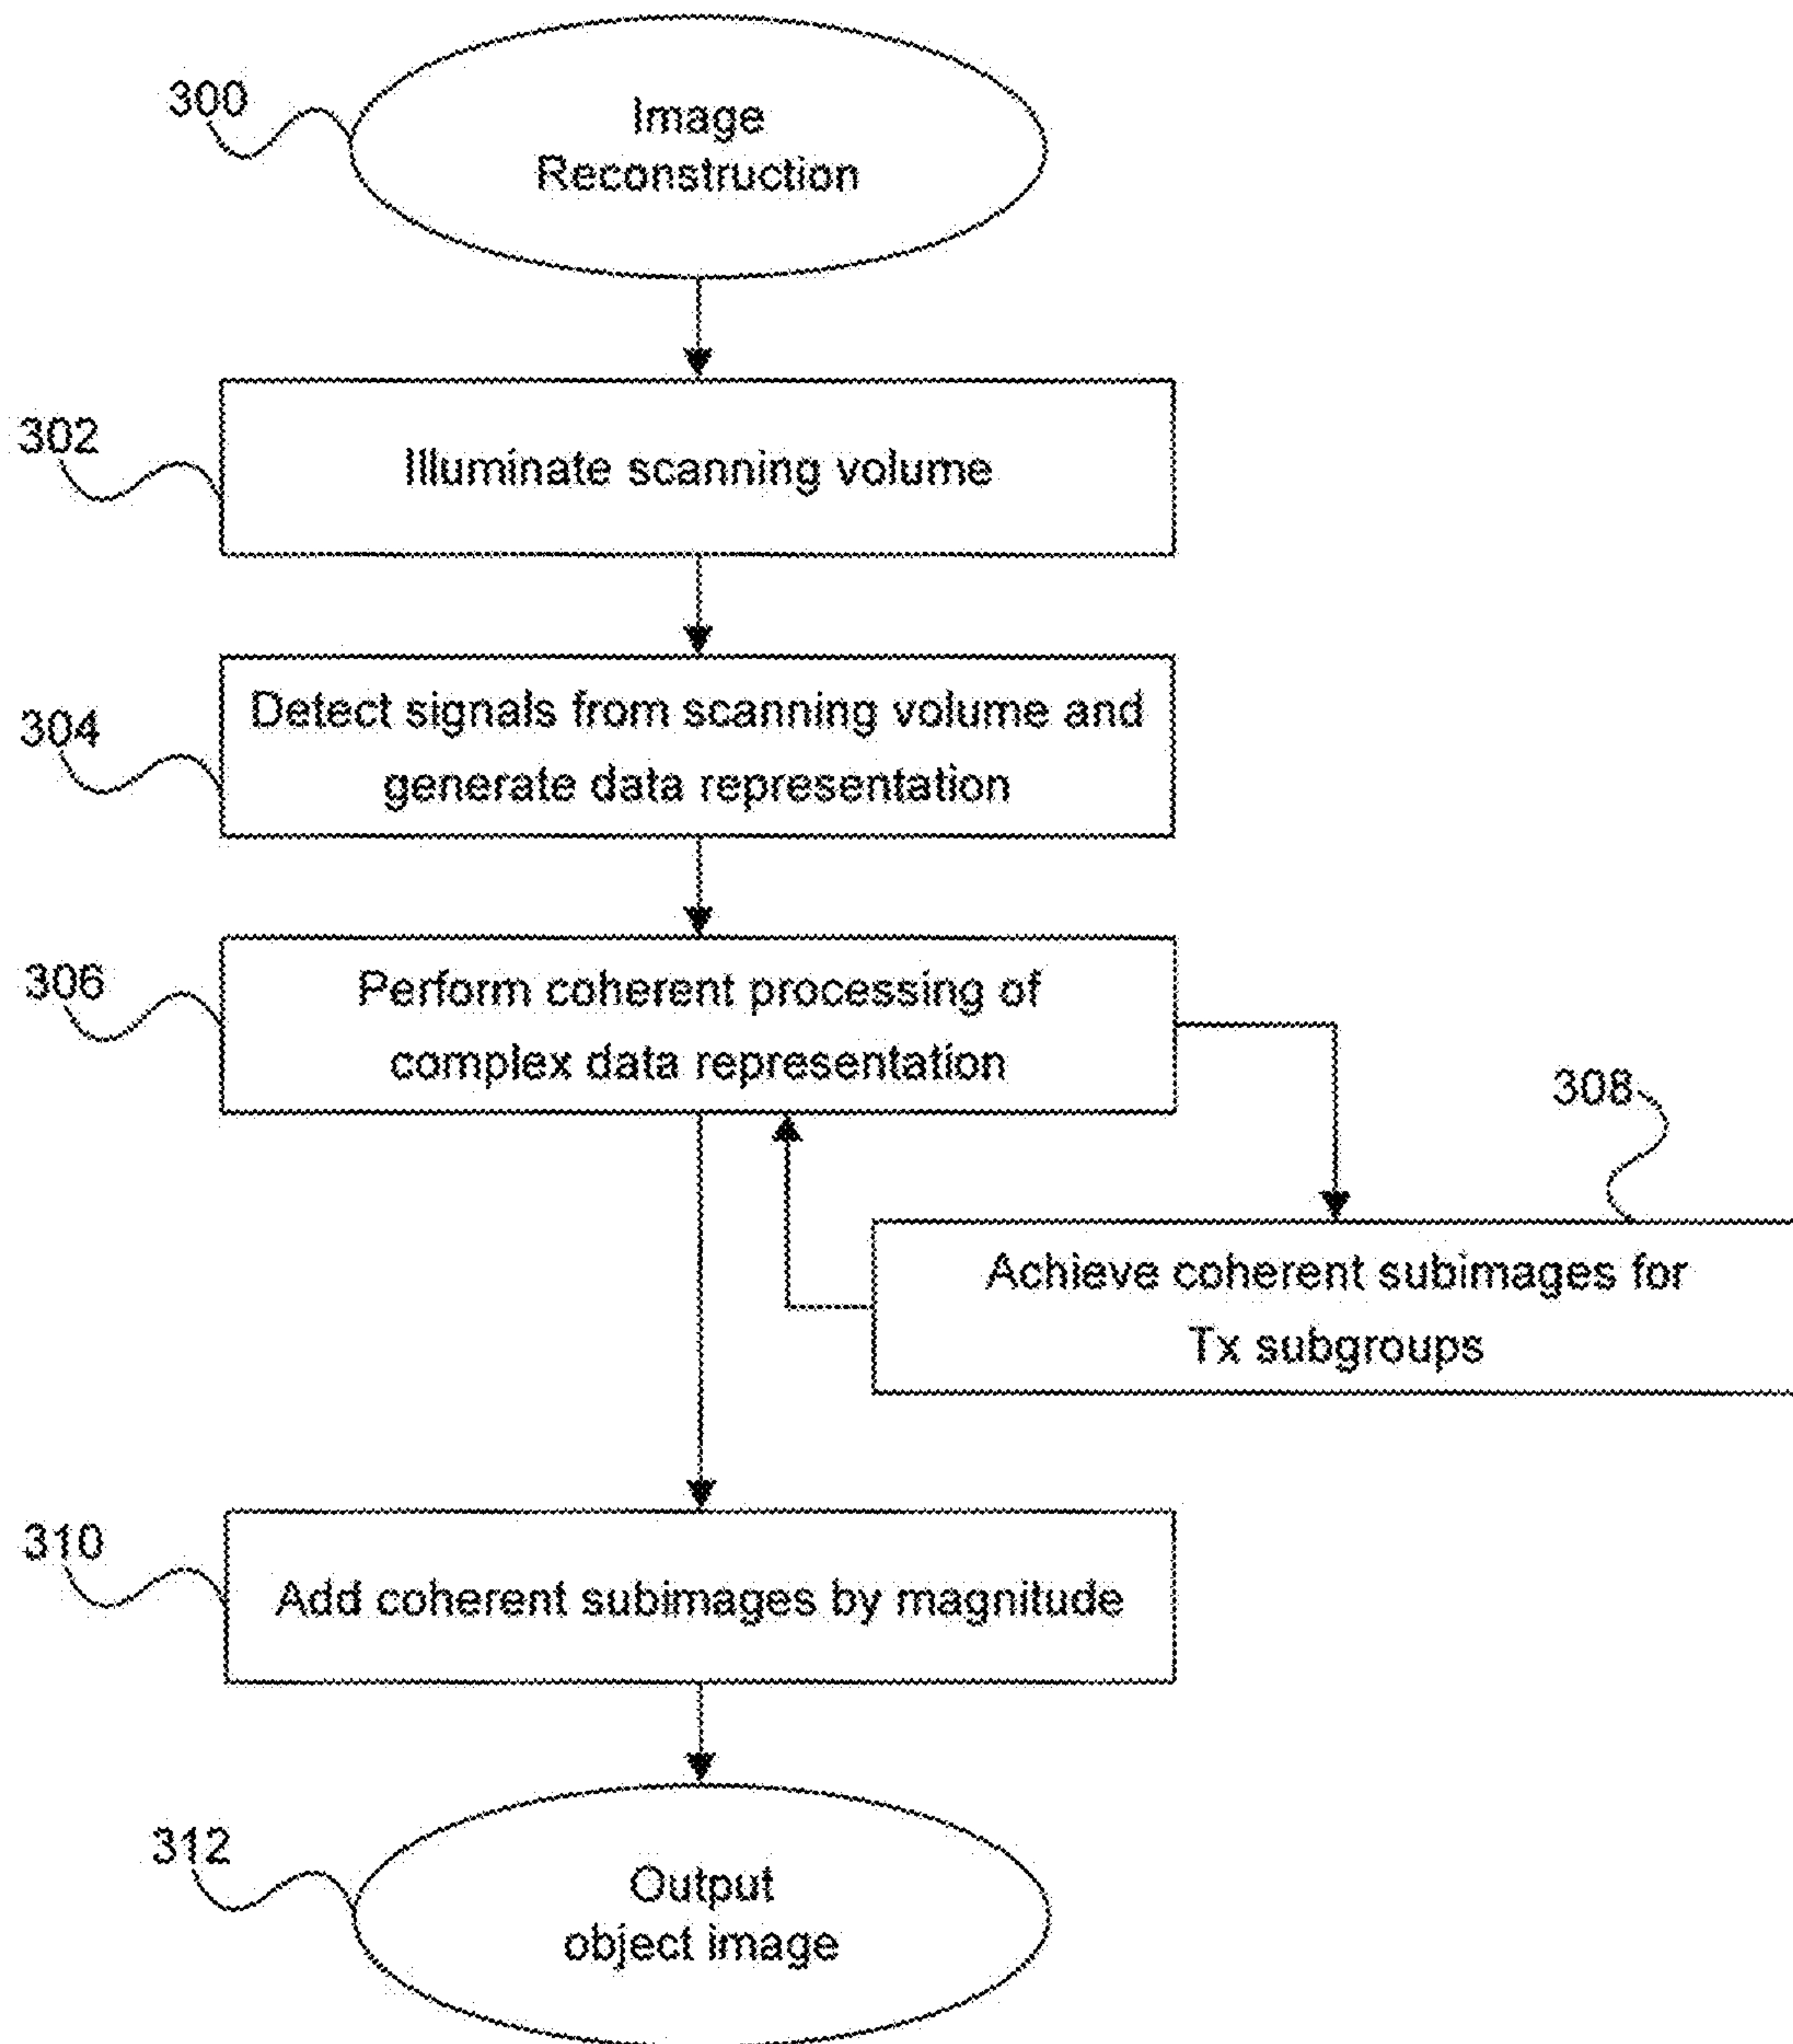 300
Image
Reconstruction
302
Illuminate scanning volume
304
Detect signals from scanning volume and
generate data representation
306
Perform coherent processing of
complex data representation
308
Achieve coherent subimages for
Tx subgroups
310
Add coherent subimages by magnitude
312
Output
object image